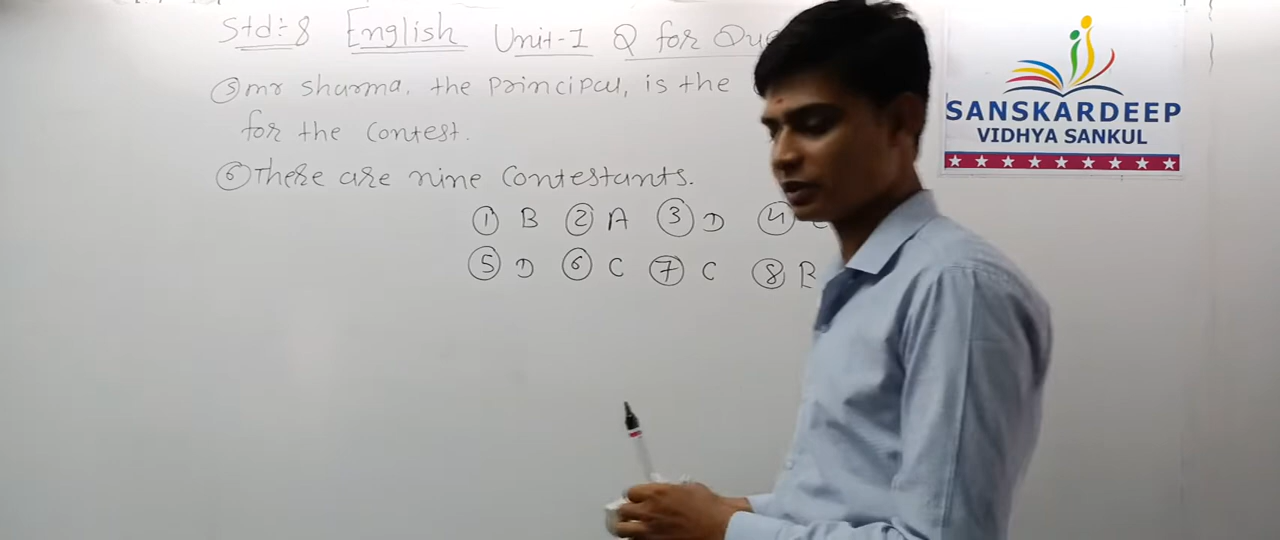 Std:- 8 English Unit-1 Q for Que
⑤ mr sharma, the principal, is the
for the contest.
⑥ There are nine contestants.
① B ② A ③ D ④
⑤ D ⑥ C ⑦ C ⑧ B
SANSKARDEEP
VIDHYA SANKUL